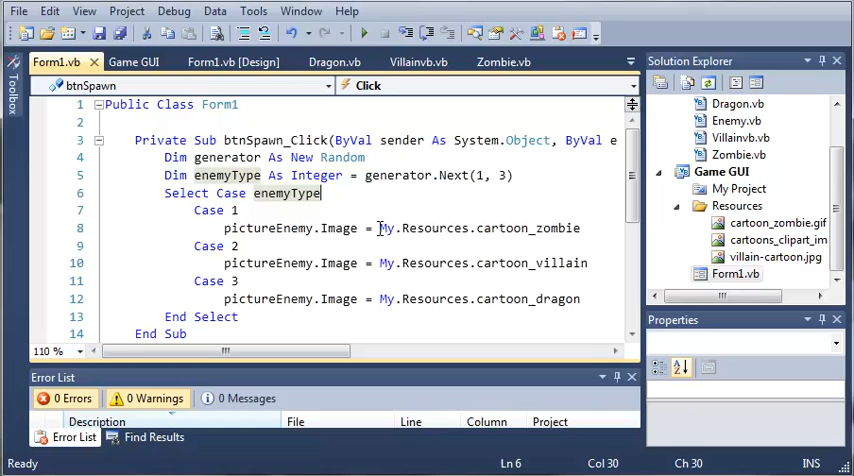 File Edit View Project Debug Data Tools Window Help
Form1.vb Game GUI Form1.vb [Design] Dragon.vb Villainvb.vb Zombie.vb
Toolbox
btnSpawn Click
1 Public Class Form1
2
3 Private Sub btnSpawn_Click(ByVal sender As System.Object, ByVal e
4 Dim generator As New Random
5 Dim enemyType As Integer = generator.Next(1, 3)
6 Select Case enemyType
7 Case 1
8 pictureEnemy.Image = My.Resources.cartoon_zombie
9 Case 2
10 pictureEnemy.Image = My.Resources.cartoon_villain
11 Case 3
12 pictureEnemy.Image = My.Resources.cartoon_dragon
13 End Select
14 End Sub
110 %
Solution Explorer
Dragon.vb
Enemy.vb
Villainvb.vb
Zombie.vb
Game GUI
My Project
Resources
cartoon_zombie.gif
cartoons_clipart_im
villain-cartoon.jpg
Form1.vb
Properties
Error List
0 Errors 0 Warnings 0 Messages
Description File Line Column Project
Error List Find Results
Ready Ln 6 Col 30 Ch 30 INS